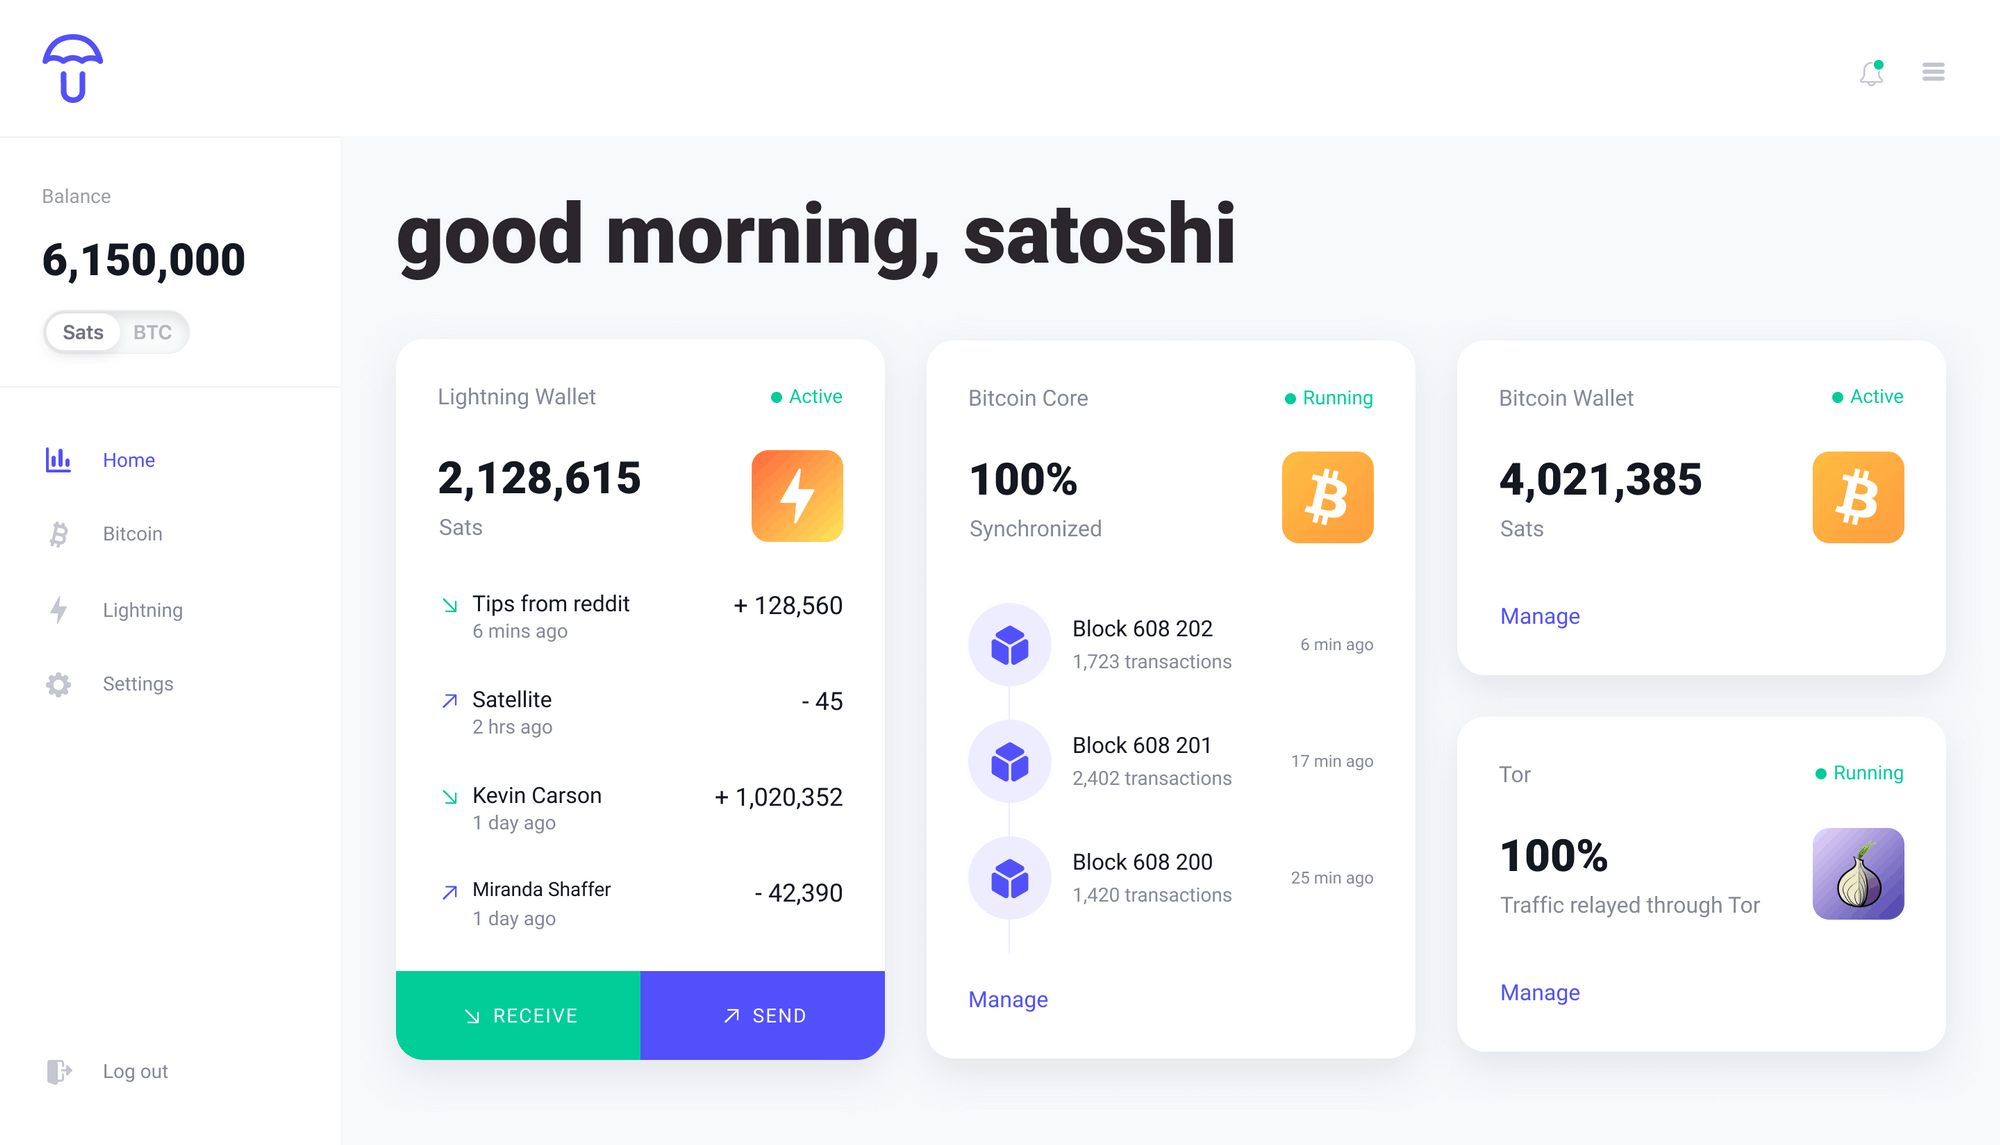 Balance
6,150,000
Sats BTC
Home
Bitcoin
Lightning
Settings
Log out
good morning, satoshi
Lightning Wallet
Active
2,128,615
Sats
Tips from reddit
+ 128,560
6 mins ago
Satellite
- 45
2 hrs ago
Kevin Carson
+ 1,020,352
1 day ago
Miranda Shaffer
- 42,390
1 day ago
RECEIVE
SEND
Bitcoin Core
Running
100%
Synchronized
Block 608 202
1,723 transactions
6 min ago
Block 608 201
2,402 transactions
17 min ago
Block 608 200
1,420 transactions
25 min ago
Manage
Bitcoin Wallet
Active
4,021,385
Sats
Manage
Tor
Running
100%
Traffic relayed through Tor
Manage